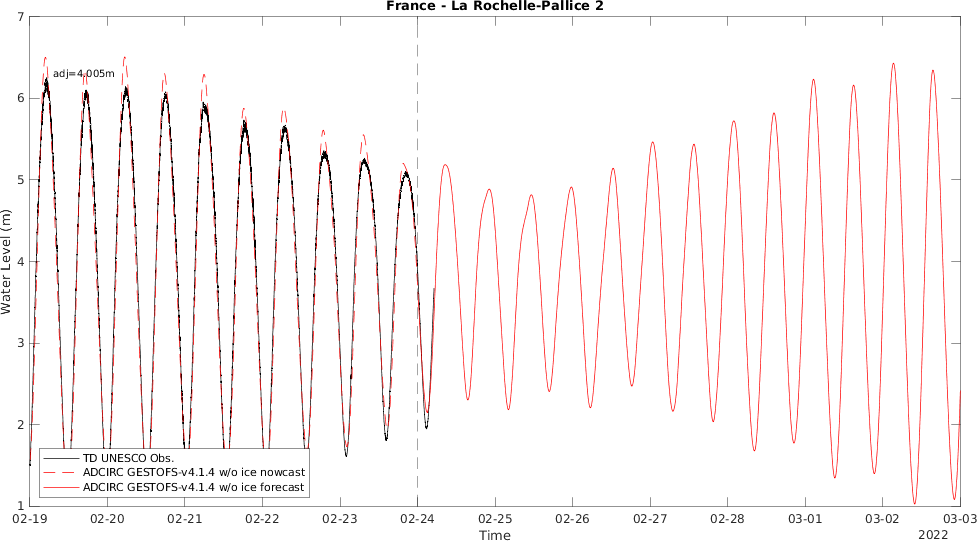 France - La Rochelle-Pallice 2
7
6
5
4
3
2
1
Water Level (m)
adj=4.005m
TD UNESCO Obs.
ADCIRC GESTOFS-v4.1.4 w/o ice nowcast
ADCIRC GESTOFS-v4.1.4 w/o ice forecast
02-19 02-20 02-21 02-22 02-23 02-24 02-25 02-26 02-27 02-28 03-01 03-02 03-03
Time
2022